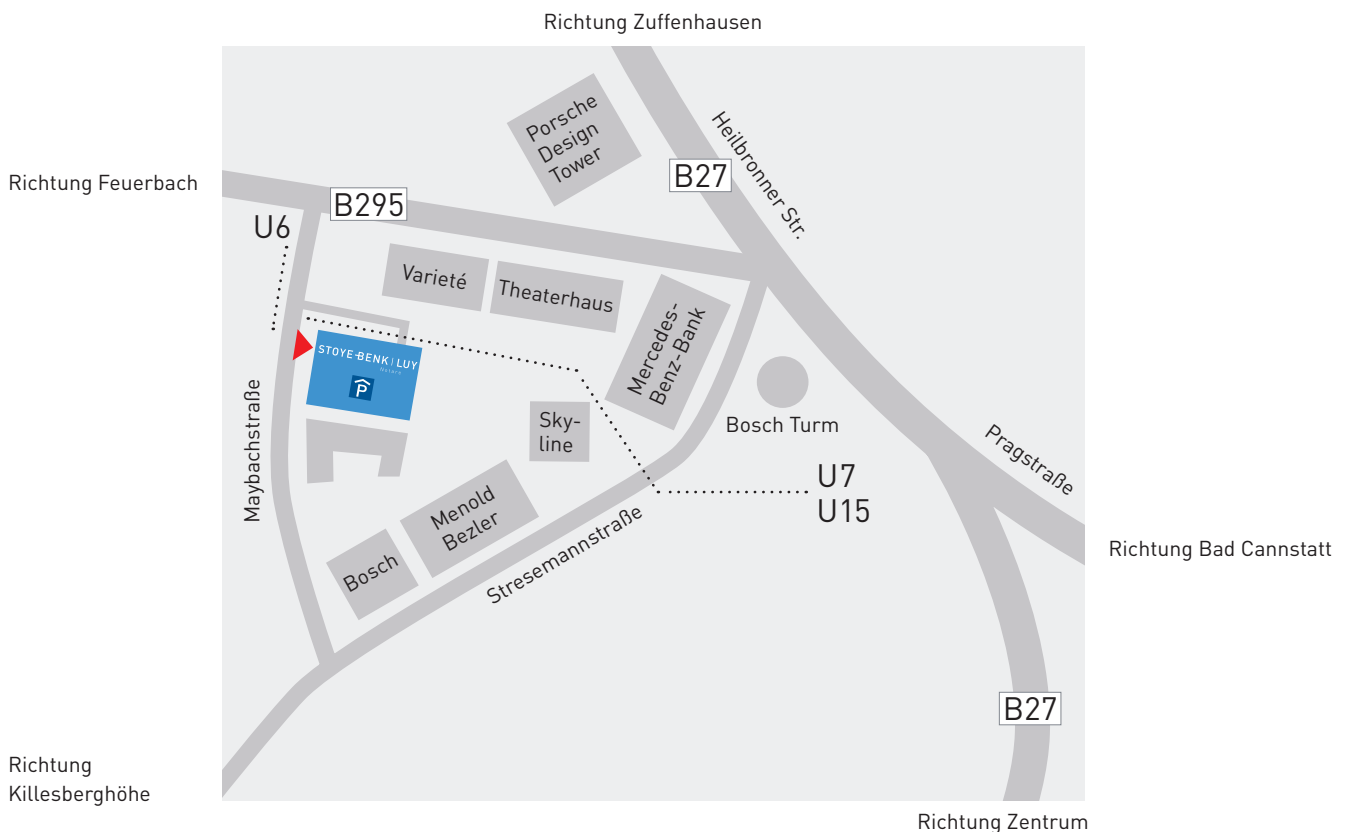 Richtung Zuffenhausen
Porsche
Design
Tower
Heilbronner Str.
B27
Richtung Feuerbach
B295
U6
Varieté
Theaterhaus
Mercedes-
Benz-Bank
STOYE-BENK | LUY
Notare
P
Maybachstraße
Sky-
line
Bosch Turm
Pragstraße
U7
U15
Menold
Bezler
Bosch
Stresemannstraße
Richtung Bad Cannstatt
B27
Richtung
Killesberghöhe
Richtung Zentrum